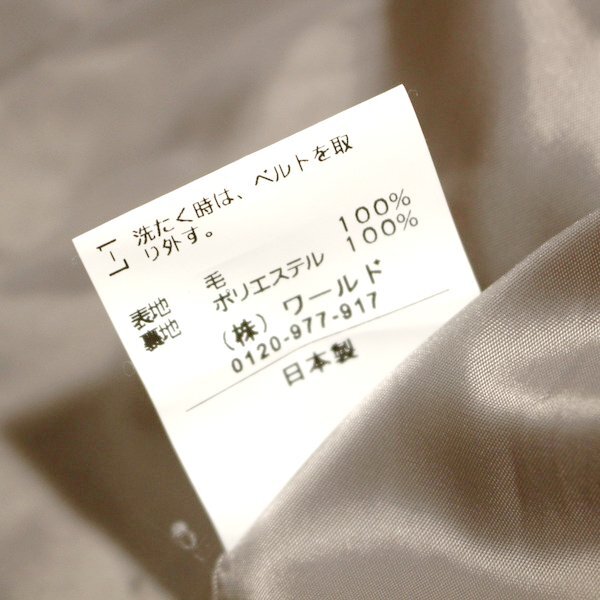 L-1
洗たく時は、ベルトを取
り外す。
表地 毛 100%
裏地 ポリエステル 100%
(株) ワールド
0120-977-917
日本製